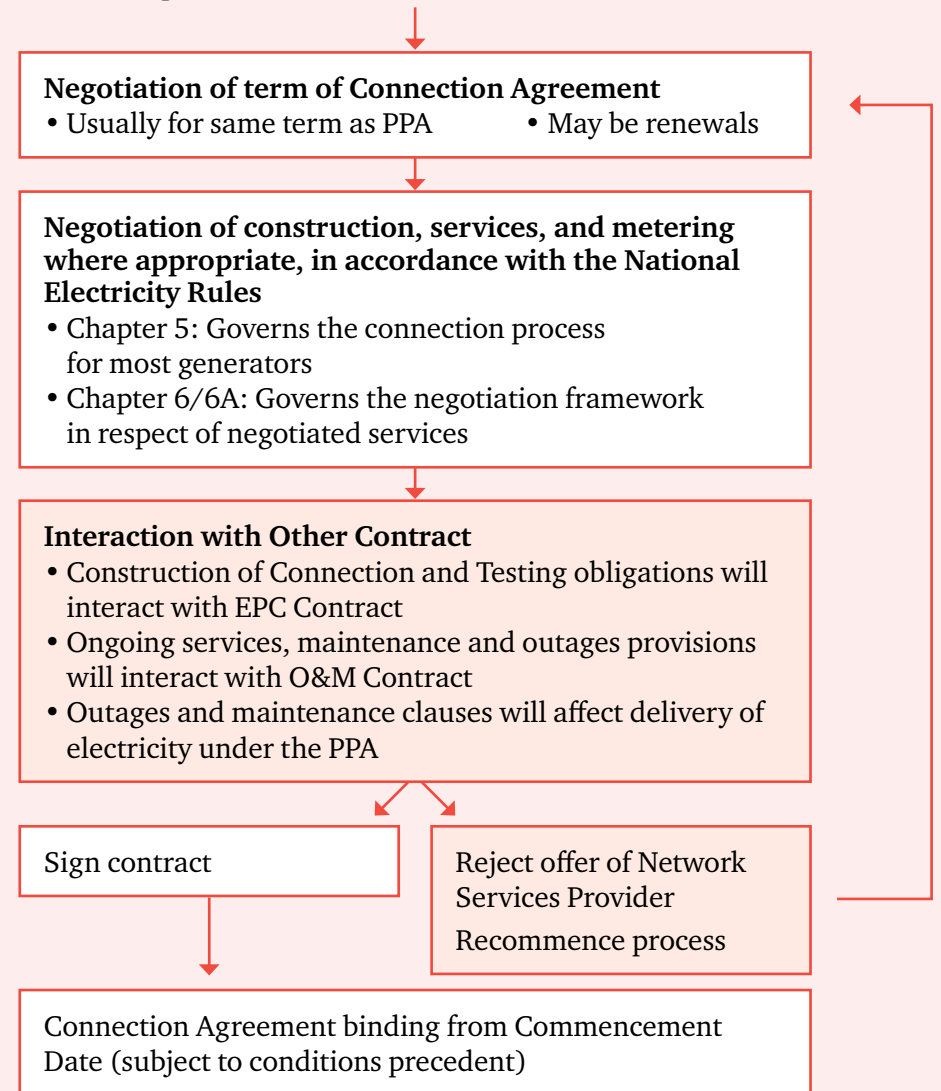 Negotiation of term of Connection Agreement
• Usually for same term as PPA • May be renewals
Negotiation of construction, services, and metering
where appropriate, in accordance with the National
Electricity Rules
• Chapter 5: Governs the connection process
for most generators
• Chapter 6/6A: Governs the negotiation framework
in respect of negotiated services
Interaction with Other Contract
• Construction of Connection and Testing obligations will
interact with EPC Contract
• Ongoing services, maintenance and outages provisions
will interact with O&M Contract
• Outages and maintenance clauses will affect delivery of
electricity under the PPA
Sign contract
Reject offer of Network
Services Provider
Recommence process
Connection Agreement binding from Commencement
Date (subject to conditions precedent)